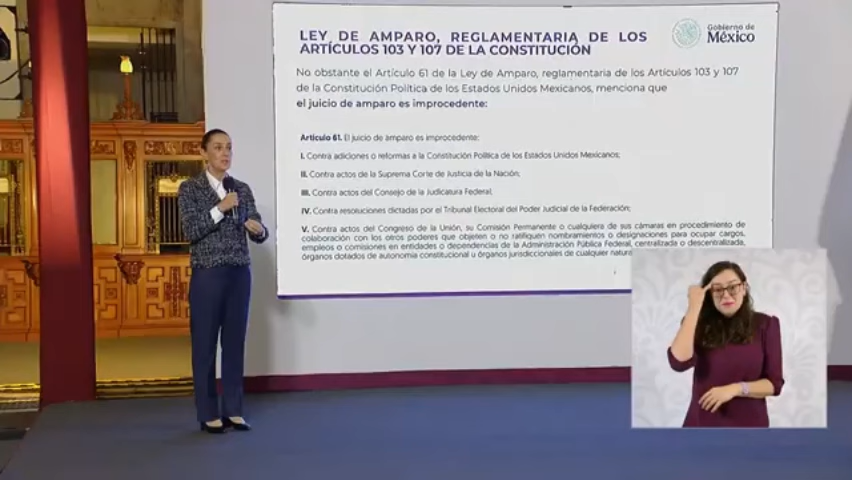 LEY DE AMPARO, REGLAMENTARIA DE LOS
ARTÍCULOS 103 Y 107 DE LA CONSTITUCIÓN
Gobierno de
México
No obstante el Artículo 61 de la Ley de Amparo, reglamentaria de los Artículos 103 y 107
de la Constitución Política de los Estados Unidos Mexicanos, menciona que
el juicio de amparo es improcedente:
Artículo 61. El juicio de amparo es improcedente:
I. Contra adiciones o reformas a la Constitución Política de los Estados Unidos Mexicanos;
II. Contra actos de la Suprema Corte de Justicia de la Nación;
III. Contra actos del Consejo de la Judicatura Federal;
IV. Contra resoluciones dictadas por el Tribunal Electoral del Poder Judicial de la Federación;
V. Contra actos del Congreso de la Unión, su Comisión Permanente o cualquiera de sus cámaras en procedimiento de
colaboración con los otros poderes que objeten o no ratifiquen nombramientos o designaciones para ocupar cargos,
empleos o comisiones en entidades o dependencias de la Administración Pública Federal, centralizada o descentralizada,
órganos dotados de autonomía constitucional u órganos jurisdiccionales de cualquier